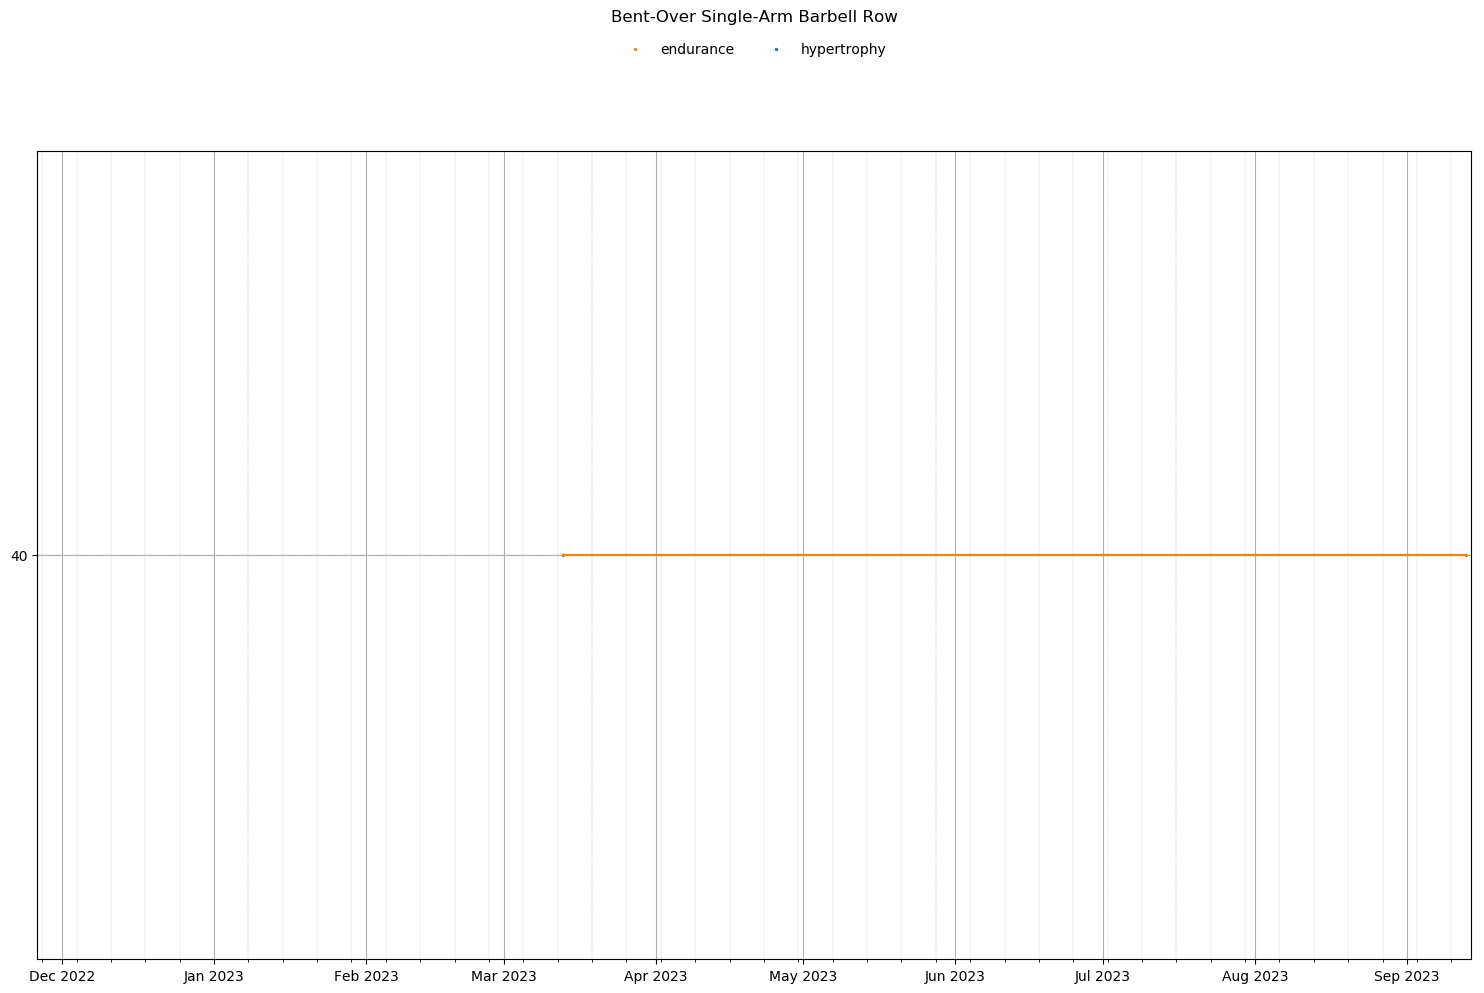 Bent-Over Single-Arm Barbell Row
endurance hypertrophy
40
Dec 2022 Jan 2023 Feb 2023 Mar 2023 Apr 2023 May 2023 Jun 2023 Jul 2023 Aug 2023 Sep 2023